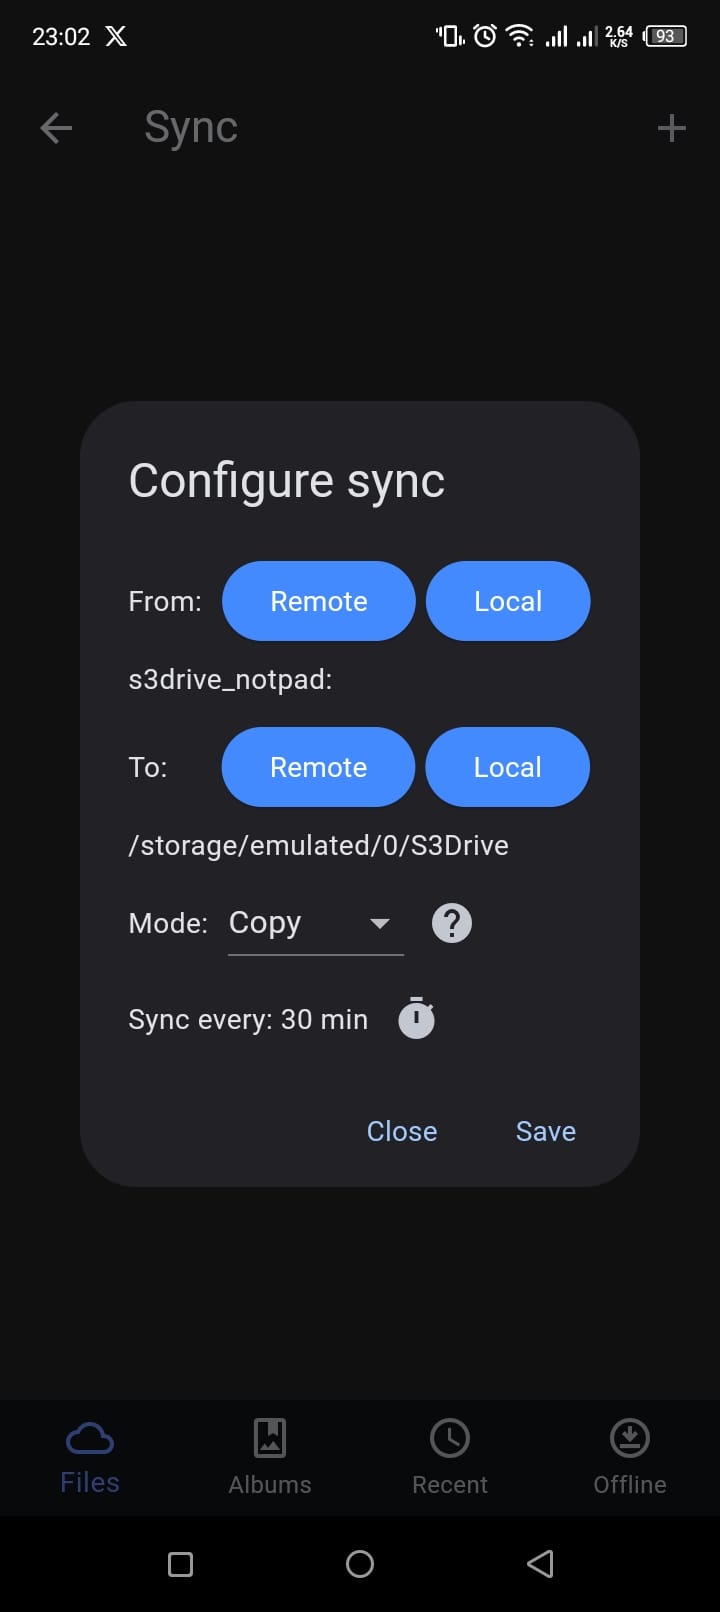 23:02 2.64 K/S 93
Sync
Configure sync
From: Remote Local
s3drive_notpad:
To: Remote Local
/storage/emulated/0/S3Drive
Mode: Copy ?
Sync every: 30 min
Close Save
Files Albums Recent Offline